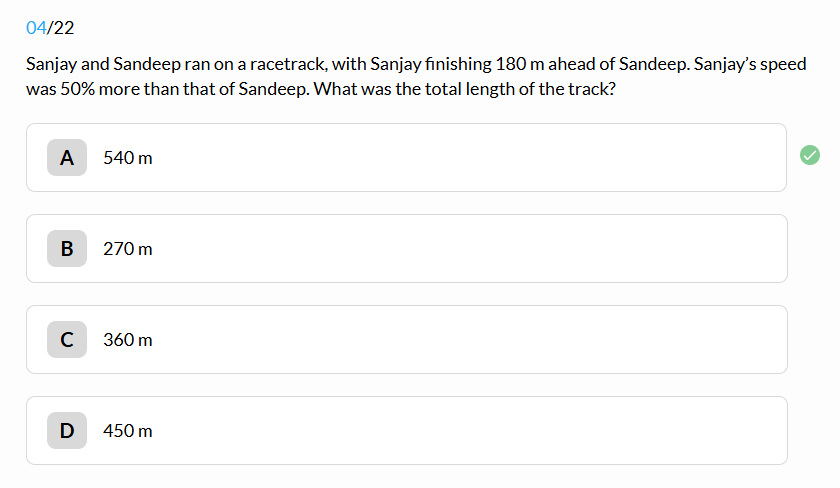 04/22
Sanjay and Sandeep ran on a racetrack, with Sanjay finishing 180 m ahead of Sandeep. Sanjay’s speed
was 50% more than that of Sandeep. What was the total length of the track?
A 540 m
B 270 m
C 360 m
D 450 m